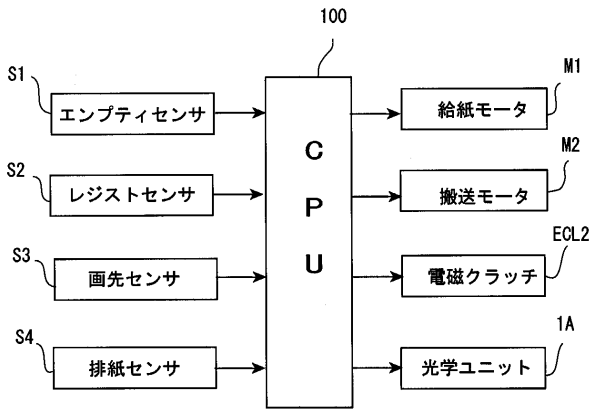 100
S1
エンプティセンサ
S2
レジストセンサ
S3
画先センサ
S4
排紙センサ
CPU
M1
給紙モータ
M2
搬送モータ
ECL2
電磁クラッチ
1A
光学ユニット